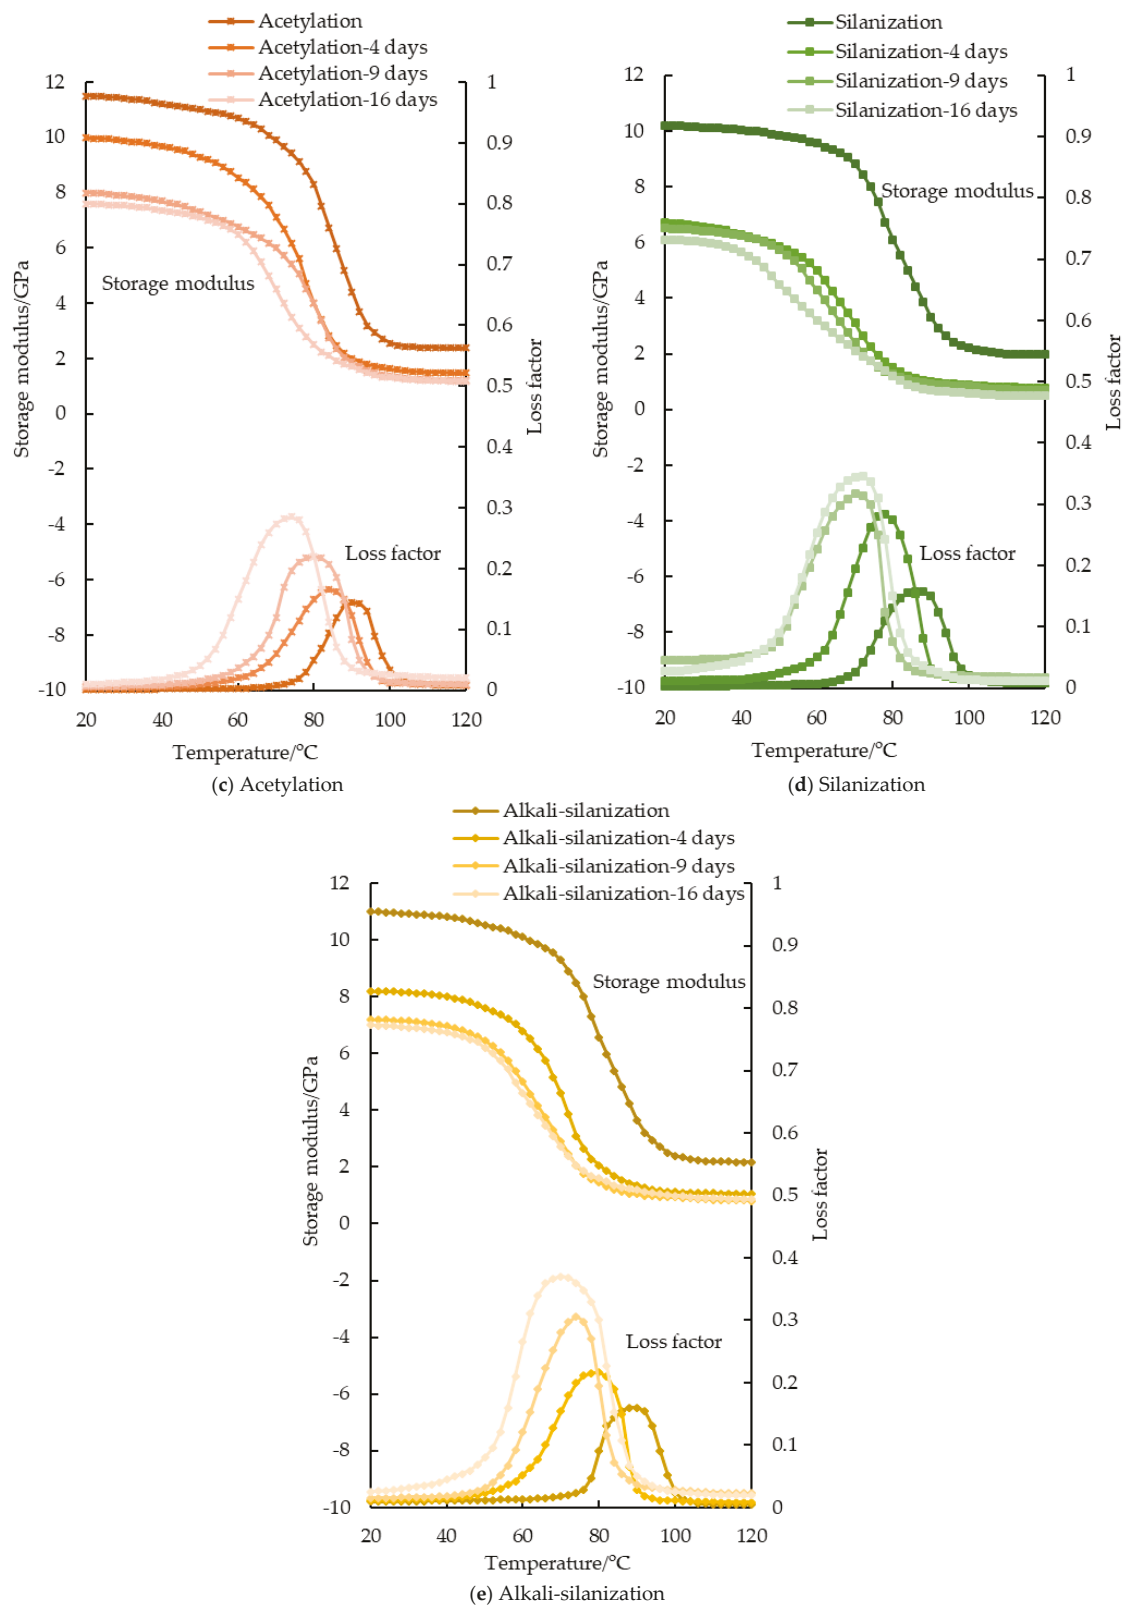 Acetylation
Acetylation-4 days
Acetylation-9 days
Acetylation-16 days
12
10
8
6
4
2
0
-2
-4
-6
-8
-10
1
0.9
0.8
0.7
0.6
0.5
0.4
0.3
0.2
0.1
0
20
40
60
80
100
120
Storage modulus/GPa
Loss factor
Storage modulus
Loss factor
Temperature/°C
(c) Acetylation
Silanization
Silanization-4 days
Silanization-9 days
Silanization-16 days
12
10
8
6
4
2
0
-2
-4
-6
-8
-10
1
0.9
0.8
0.7
0.6
0.5
0.4
0.3
0.2
0.1
0
20
40
60
80
100
120
Storage modulus/GPa
Loss factor
Storage modulus
Loss factor
Temperature/°C
(d) Silanization
Alkali-silanization
Alkali-silanization-4 days
Alkali-silanization-9 days
Alkali-silanization-16 days
12
10
8
6
4
2
0
-2
-4
-6
-8
-10
1
0.9
0.8
0.7
0.6
0.5
0.4
0.3
0.2
0.1
0
20
40
60
80
100
120
Storage modulus/GPa
Loss factor
Storage modulus
Loss factor
Temperature/°C
(e) Alkali-silanization